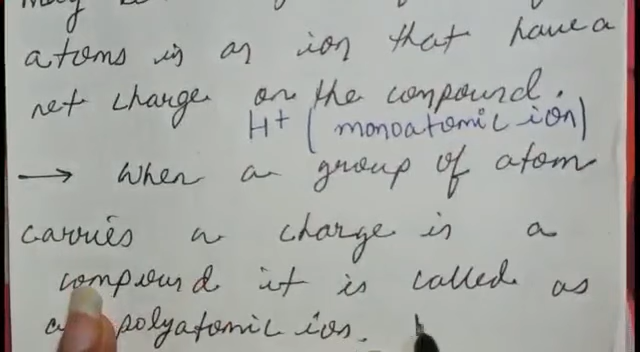 atoms is an ion that have a
net charge on the compound.
H+ (monoatomic ion)
→ when a group of atom
carries a charge is a
compound it is called as
polyatomic ion.